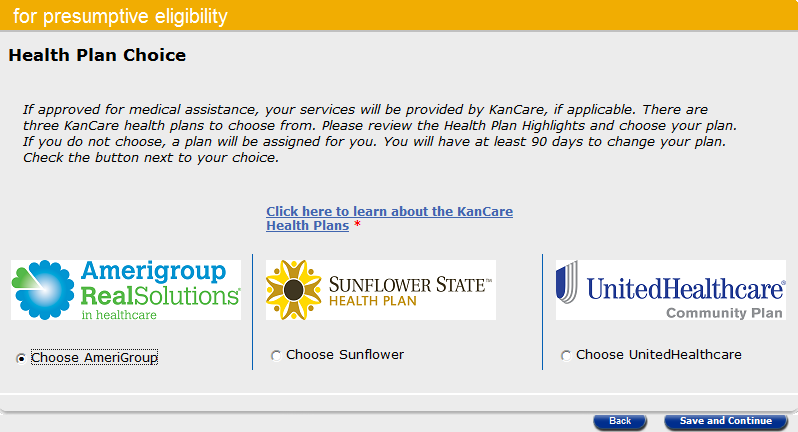 for presumptive eligibility
Health Plan Choice
If approved for medical assistance, your services will be provided by KanCare, if applicable. There are
three KanCare health plans to choose from. Please review the Health Plan Highlights and choose your plan.
If you do not choose, a plan will be assigned for you. You will have at least 90 days to change your plan.
Check the button next to your choice.
Click here to learn about the KanCare
Health Plans *
Amerigroup
RealSolutions®
in healthcare
SUNFLOWER STATE™
HEALTH PLAN
UnitedHealthcare®
Community Plan
Choose AmeriGroup
Choose Sunflower
Choose UnitedHealthcare
Back
Save and Continue